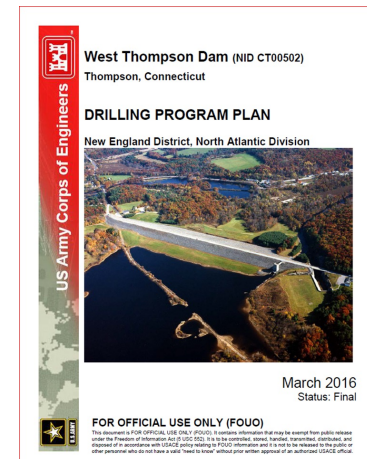 West Thompson Dam (NID CT00502)
Thompson, Connecticut
DRILLING PROGRAM PLAN
New England District, North Atlantic Division
US Army Corps of Engineers
March 2016
Status: Final
U.S.ARMY
FOR OFFICIAL USE ONLY (FOUO)
This document is FOR OFFICIAL USE ONLY (FOUO). It contains information that may be exempt from public release
under the Freedom of Information Act (5 USC 552). It is to be controlled, stored, handled, transmitted, distributed, and
disposed of in accordance with USACE policy relating to FOUO information and it is not to be released to the public or
other personnel who do not have a valid "need to know" without prior written approval of an authorized USACE official.